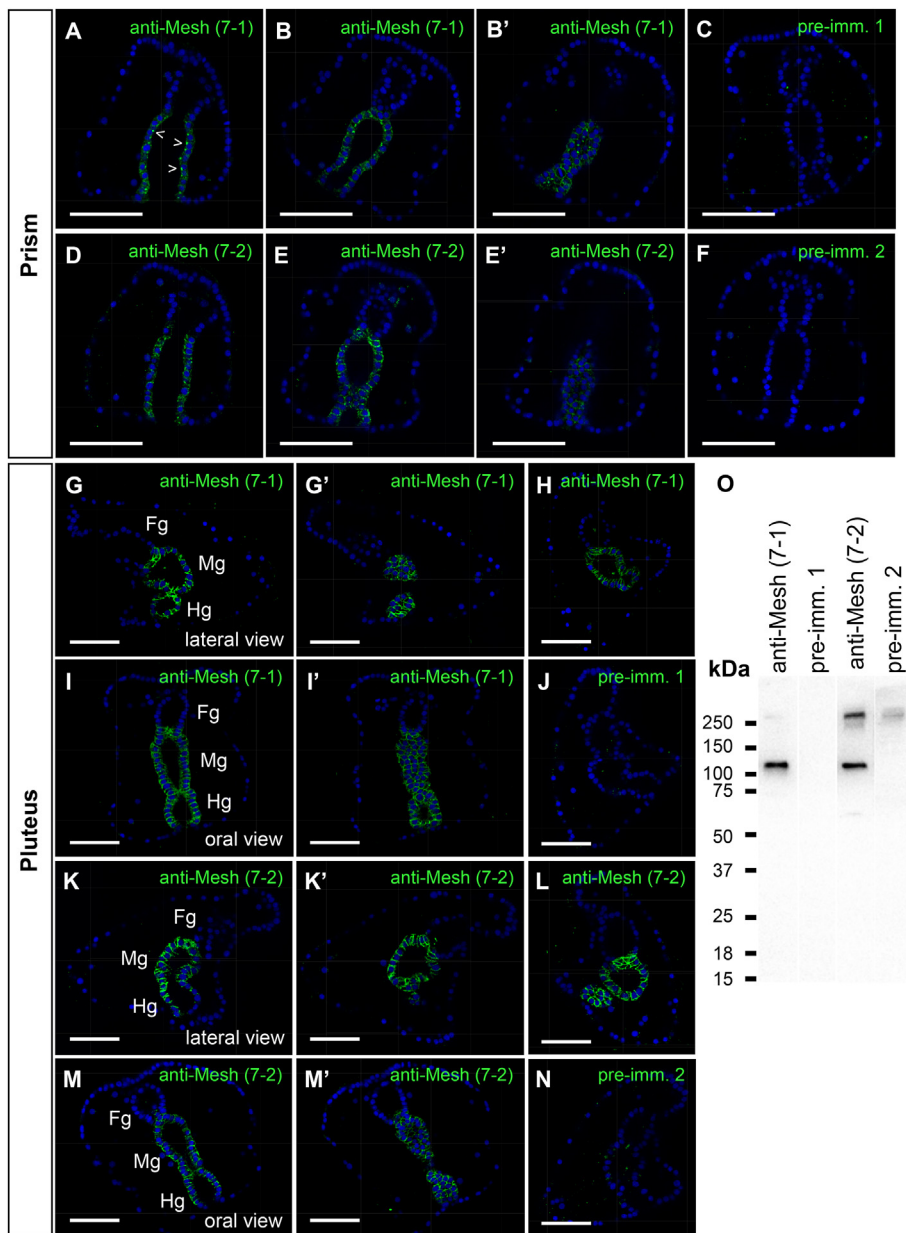 A anti-Mesh (7-1)
B anti-Mesh (7-1)
B' anti-Mesh (7-1)
C pre-imm. 1
>
>
>
Prism
D anti-Mesh (7-2)
E anti-Mesh (7-2)
E' anti-Mesh (7-2)
F pre-imm. 2
G anti-Mesh (7-1)
Fg
Mg
Hg
lateral view
G' anti-Mesh (7-1)
H anti-Mesh (7-1)
Pluteus
I anti-Mesh (7-1)
Fg
Mg
Hg
oral view
I' anti-Mesh (7-1)
J pre-imm. 1
K anti-Mesh (7-2)
Fg
Mg
Hg
lateral view
K' anti-Mesh (7-2)
L anti-Mesh (7-2)
M anti-Mesh (7-2)
Fg
Mg
Hg
oral view
M' anti-Mesh (7-2)
N pre-imm. 2
O
anti-Mesh (7-1)
pre-imm. 1
anti-Mesh (7-2)
pre-imm. 2
kDa
250
150
100
75
50
37
25
18
15